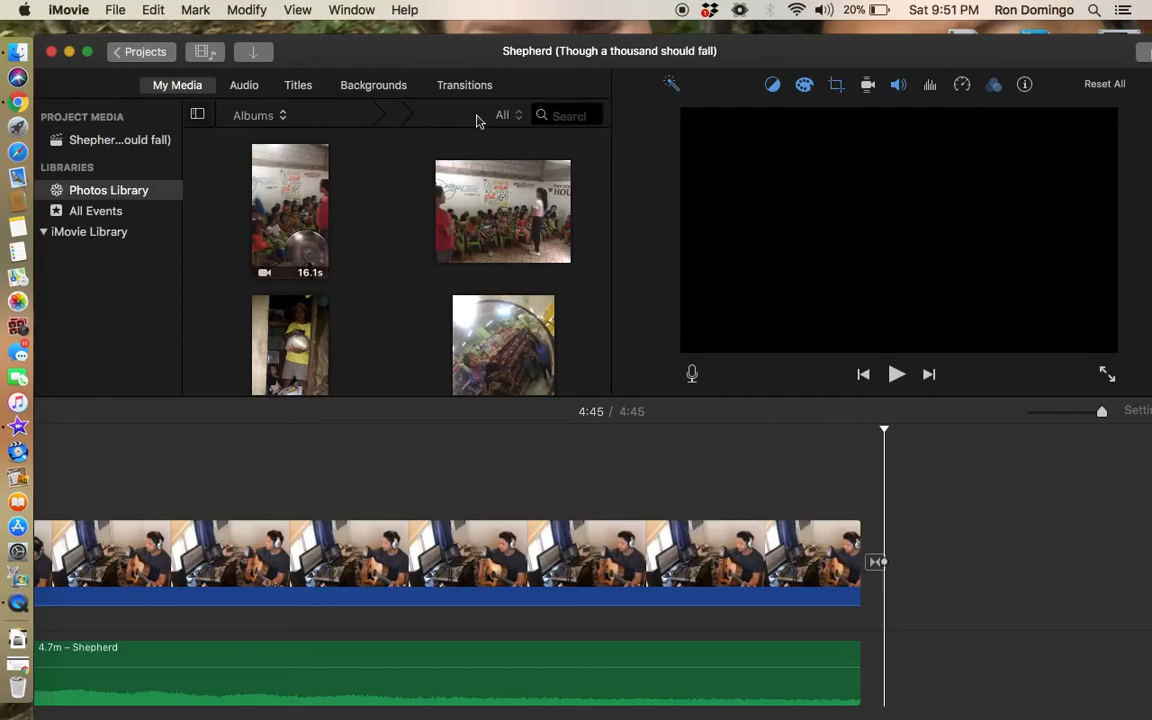 iMovie File Edit Mark Modify View Window Help 20% Sat 9:51 PM Ron Domingo
Projects Shepherd (Though a thousand should fall)
My Media Audio Titles Backgrounds Transitions Reset All
PROJECT MEDIA Albums All Search
Shepher...ould fall)
LIBRARIES
Photos Library
All Events
iMovie Library
16.1s
4:45 / 4:45
4.7m – Shepherd